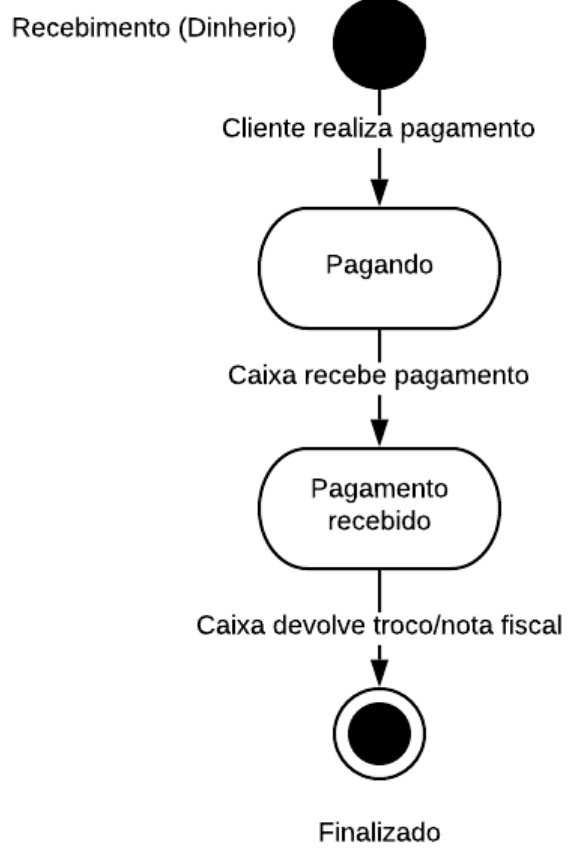 Recebimento (Dinherio)
Cliente realiza pagamento
Pagando
Caixa recebe pagamento
Pagamento
recebido
Caixa devolve troco/nota fiscal
Finalizado